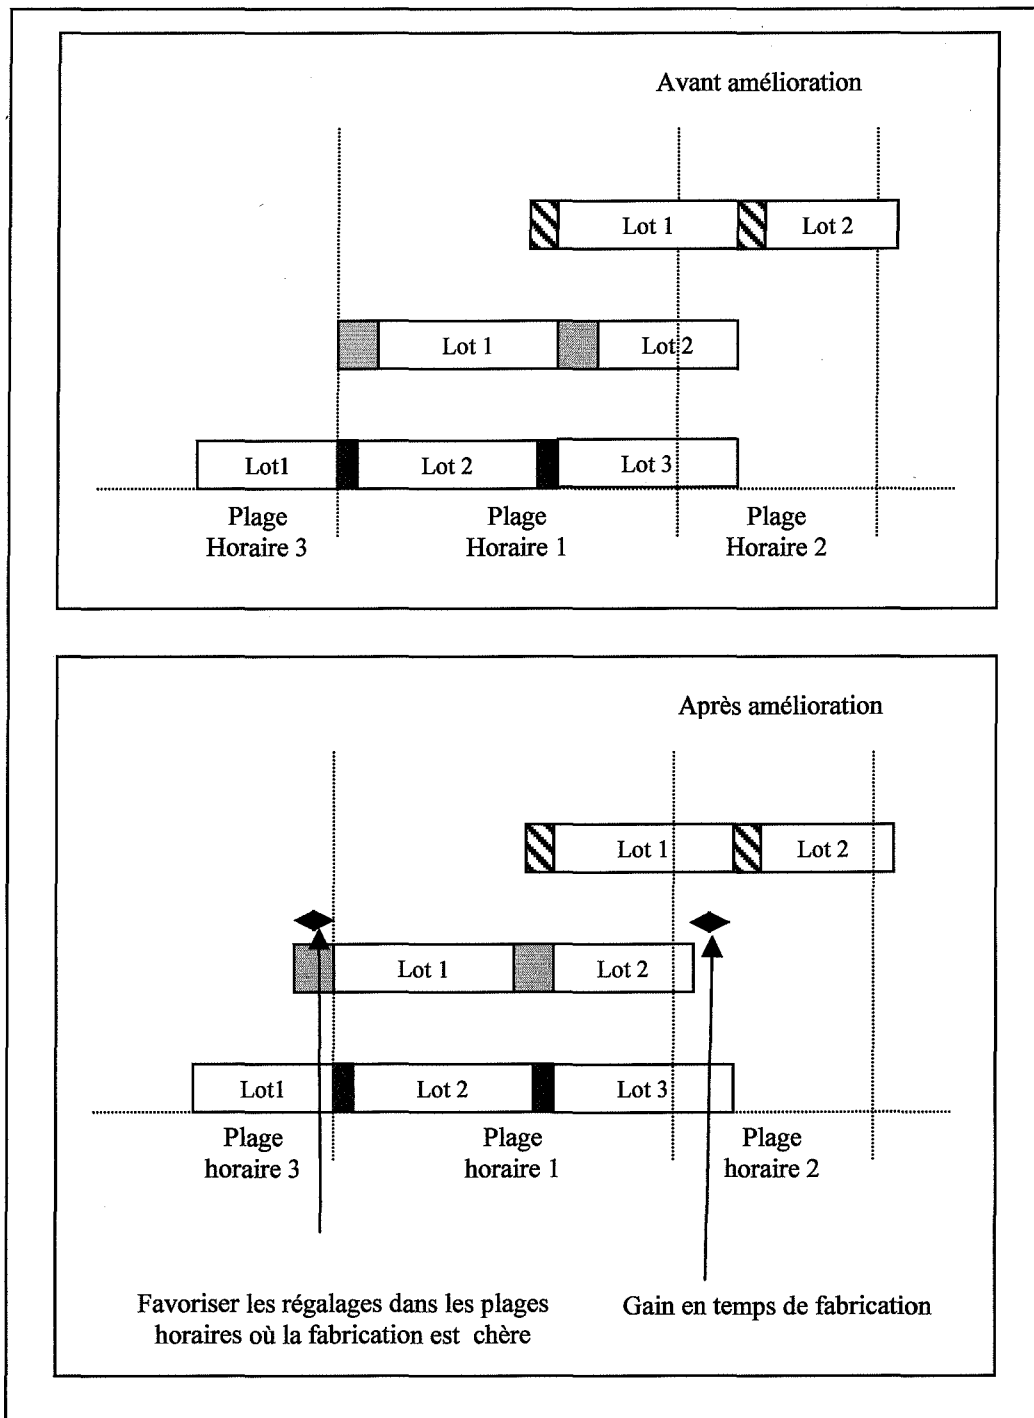 Avant amélioration
Lot 1
Lot 2
Lot 1
Lot 2
Lot1
Lot 2
Lot 3
Plage
Horaire 3
Plage
Horaire 1
Plage
Horaire 2
Après amélioration
Lot 1
Lot 2
Lot 1
Lot 2
Lot1
Lot 2
Lot 3
Plage
horaire 3
Plage
horaire 1
Plage
horaire 2
Favoriser les régalages dans les plages
horaires où la fabrication est chère
Gain en temps de fabrication